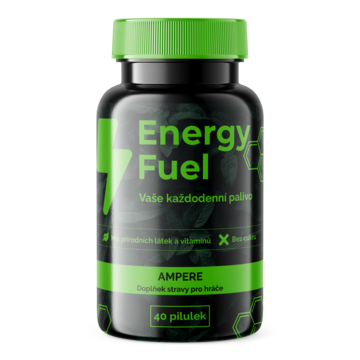 Energy
Fuel
Vaše každodenní palivo
přírodních látek a vitamínů
Bez cukru
AMPERE
Doplněk stravy pro hráče
40 pilulek